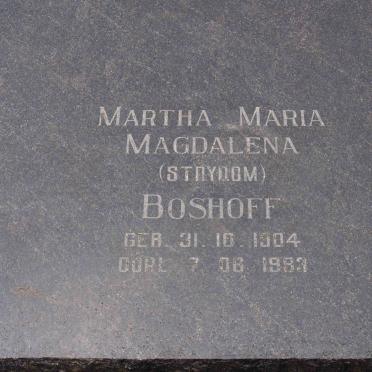 MARTHA MARIA
MAGDALENA
(STRYDOM)
BOSHOFF
GEB. 31. 10. 1904
OORL. 7 06 1983